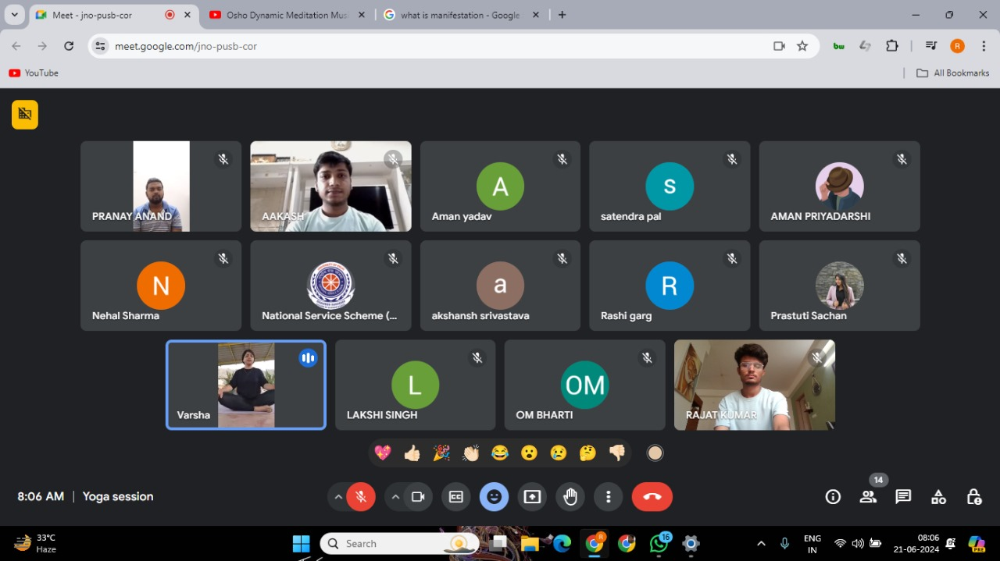 Meet - jno-pusb-cor
Osho Dynamic Meditation Mus
what is manifestation - Google
meet.google.com/jno-pusb-cor
bw
R
YouTube
All Bookmarks
PRANAY ANAND
AAKASH
A
Aman yadav
s
satendra pal
AMAN PRIYADARSHI
N
Nehal Sharma
National Service Scheme (...
a
akshansh srivastava
R
Rashi garg
Prastuti Sachan
Varsha
L
LAKSHI SINGH
OM
OM BHARTI
RAJAT KUMAR
8:06 AM | Yoga session
CC
14
33°C
Haze
Search
R
16
ENG
IN
08:06
21-06-2024
PRE